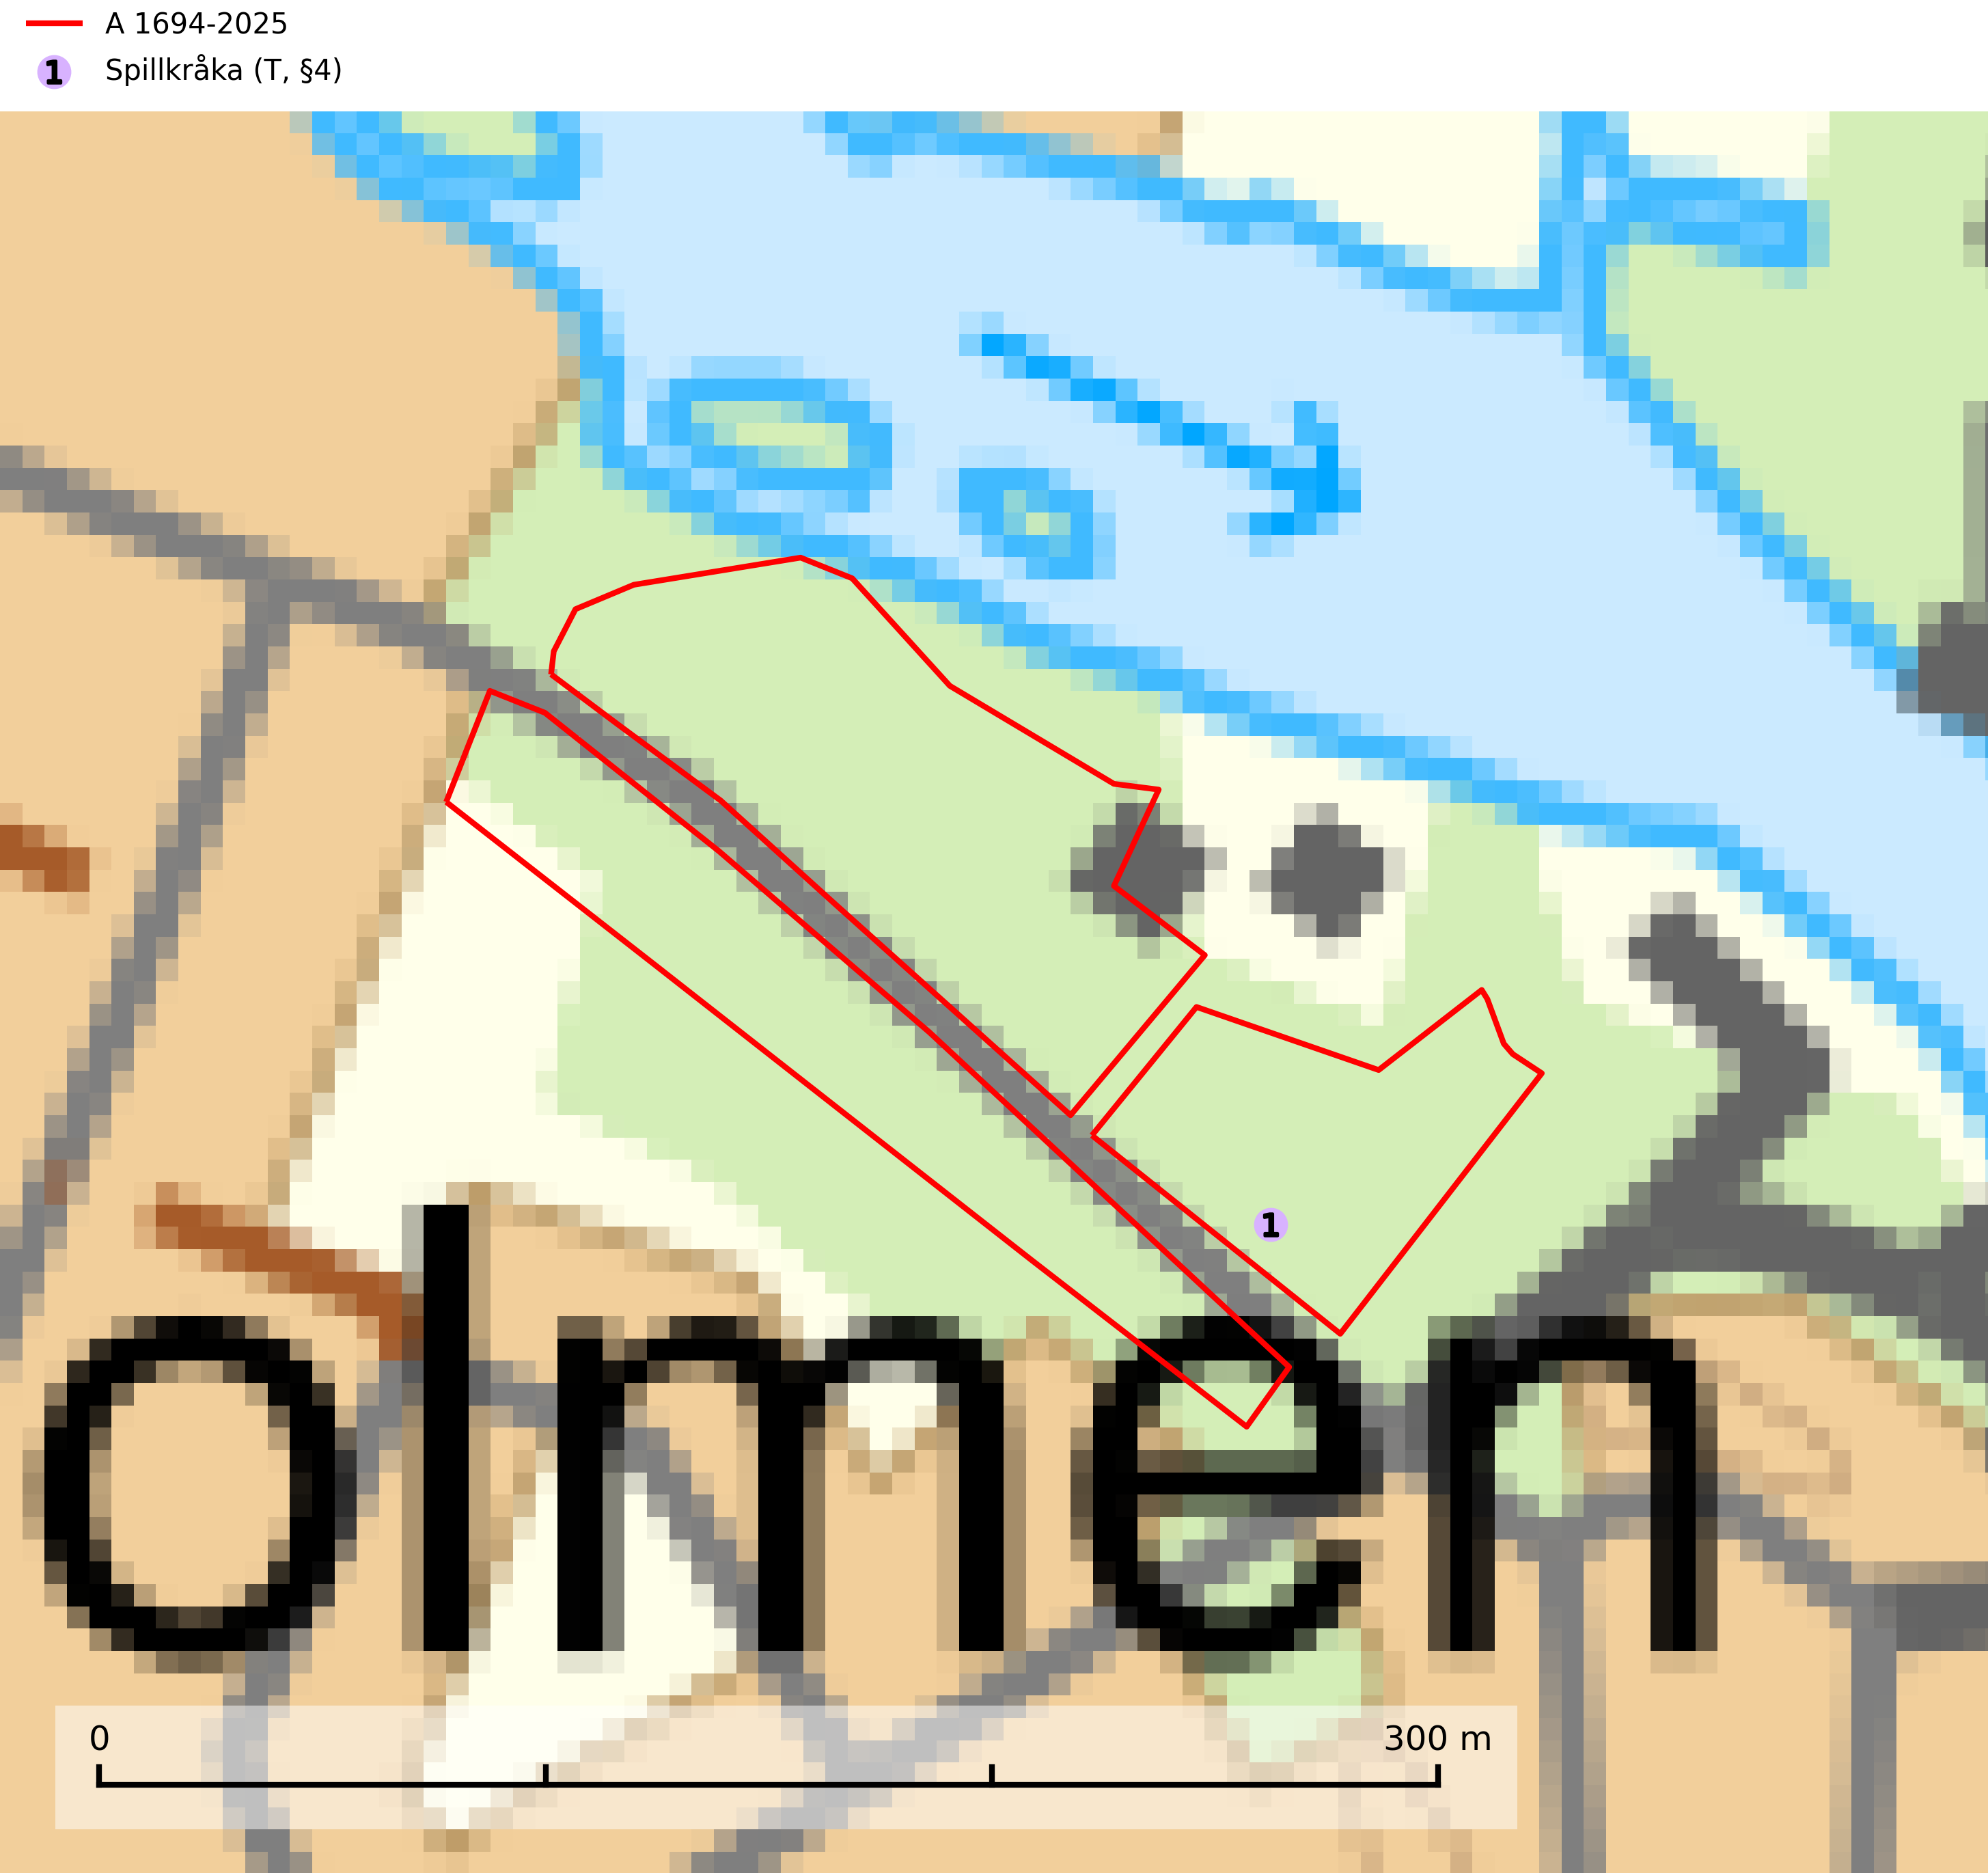 A 1694-2025
1 Spillkråka (T, §4)
1
olmen
0 300 m